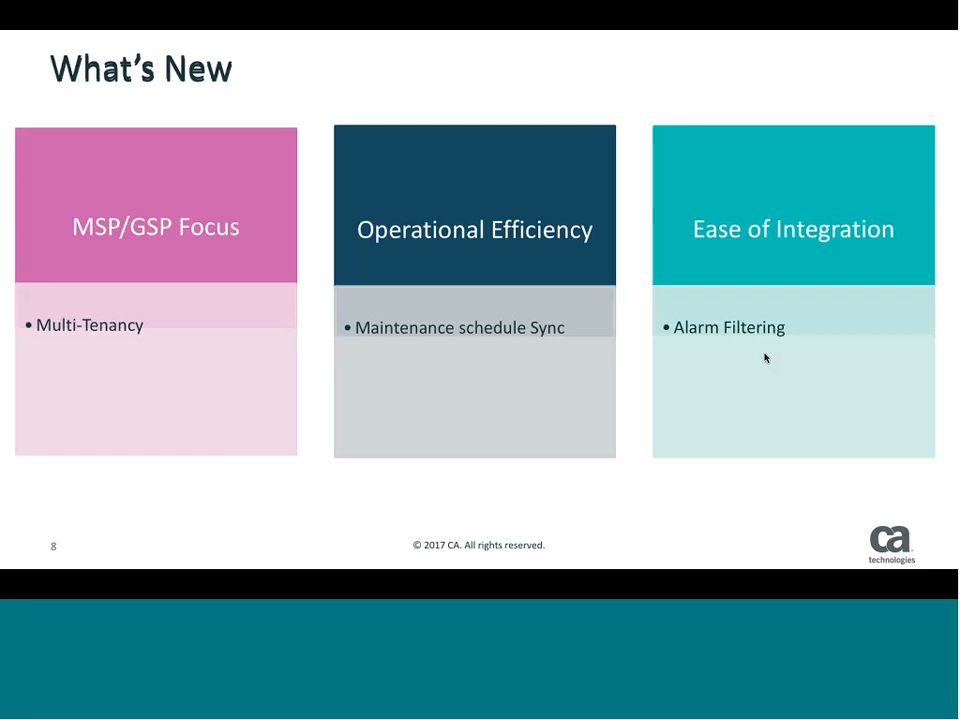 What's New
MSP/GSP Focus
• Multi-Tenancy
Operational Efficiency
• Maintenance schedule Sync
Ease of Integration
• Alarm Filtering
8
© 2017 CA. All rights reserved.
ca
technologies